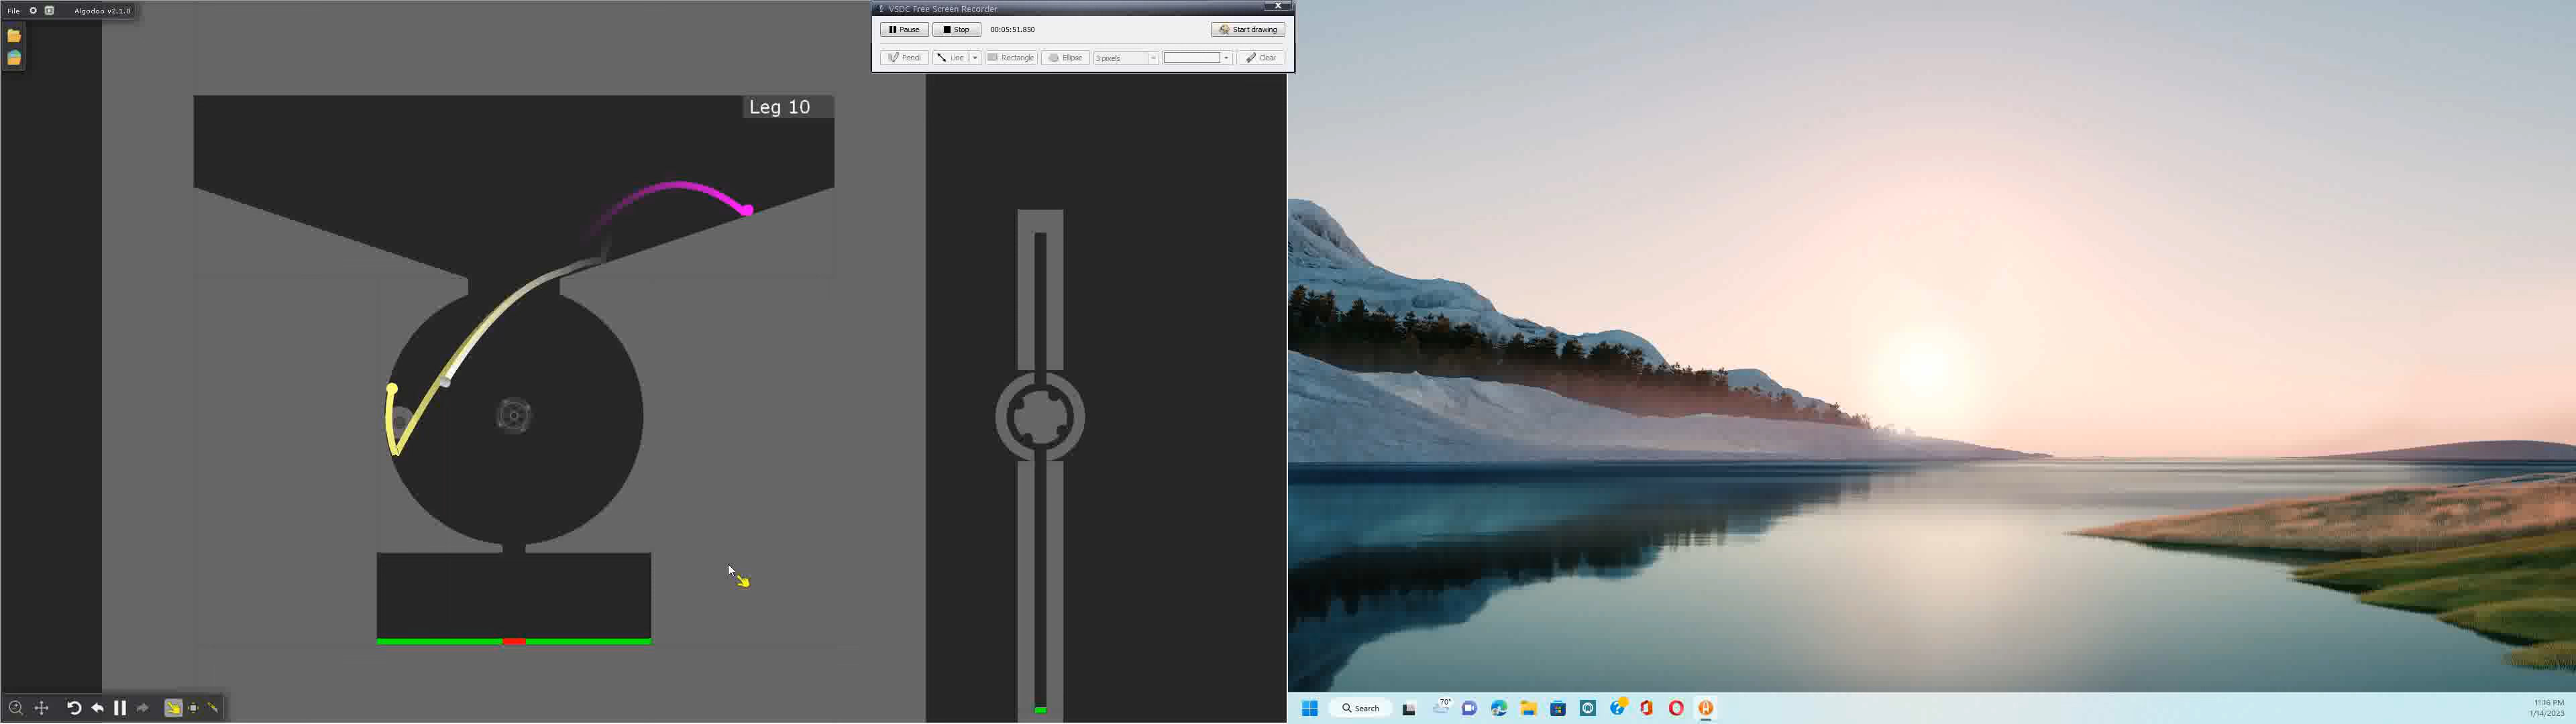 File
Algodoo v2.1.0
VSDC Free Screen Recorder
Pause
Stop
00:05:51.850
Start drawing
Pencil
Line
Rectangle
Ellipse
3 pixels
Clear
Leg 10
Search
70°
11:16 PM
1/14/2023